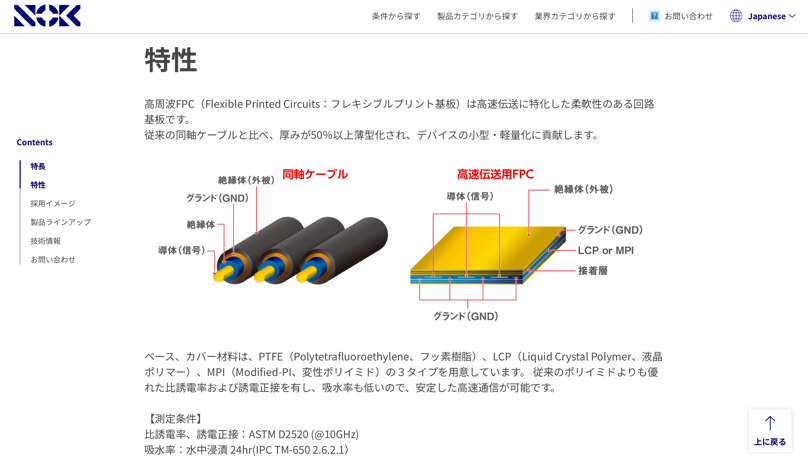 NOK
条件から探す
製品カテゴリから探す
業界カテゴリから探す
お問い合わせ
Japanese
特性
高周波FPC（Flexible Printed Circuits：フレキシブルプリント基板）は高速伝送に特化した柔軟性のある回路
基板です。
従来の同軸ケーブルと比べ、厚みが50%以上薄型化され、デバイスの小型・軽量化に貢献します。
Contents
特長
特性
採用イメージ
製品ラインアップ
技術情報
お問い合わせ
同軸ケーブル
絶縁体（外被）
グランド（GND）
絶縁体
導体（信号）
高速伝送用FPC
導体（信号）
絶縁体（外被）
グランド（GND）
LCP or MPI
接着層
グランド（GND）
ベース、カバー材料は、PTFE（Polytetrafluoroethylene、フッ素樹脂）、LCP（Liquid Crystal Polymer、液晶
ポリマー）、MPI（Modified-PI、変性ポリイミド）の３タイプを用意しています。 従来のポリイミドよりも優
れた比誘電率および誘電正接を有し、吸水率も低いので、安定した高速通信が可能です。
【測定条件】
比誘電率、誘電正接：ASTM D2520 (@10GHz)
吸水率：水中浸漬 24hr(IPC TM-650 2.6.2.1）
上に戻る